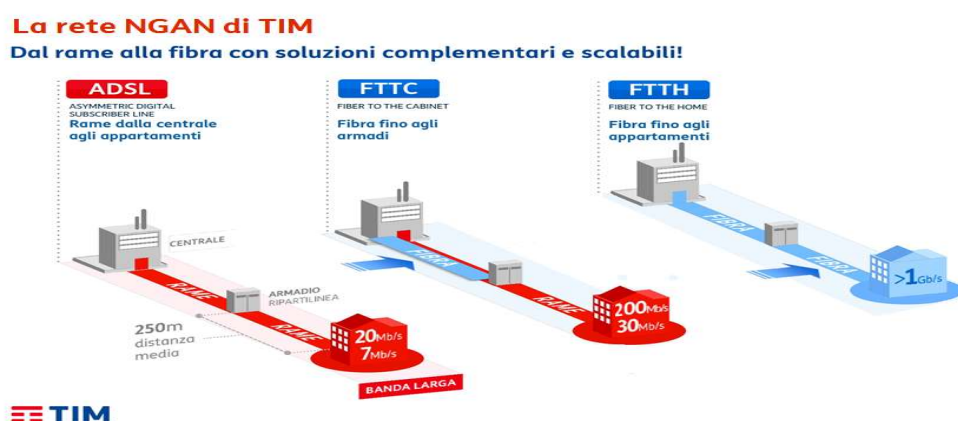 La rete NGAN di TIM
Dal rame alla fibra con soluzioni complementari e scalabili!
ADSL
ASYMMETRIC DIGITAL
SUBSCRIBER LINE
Rame dalla centrale
agli appartamenti
CENTRALE
RAME
ARMADIO
RIPARTILINEA
RAME
250m
distanza
media
20Mb/s
7Mb/s
BANDA LARGA
FTTC
FIBER TO THE CABINET
Fibra fino agli
armadi
FIBRA
RAME
200Mb/s
30Mb/s
FTTH
FIBER TO THE HOME
Fibra fino agli
appartamenti
FIBRA
FIBRA
>1Gb/s
TIM